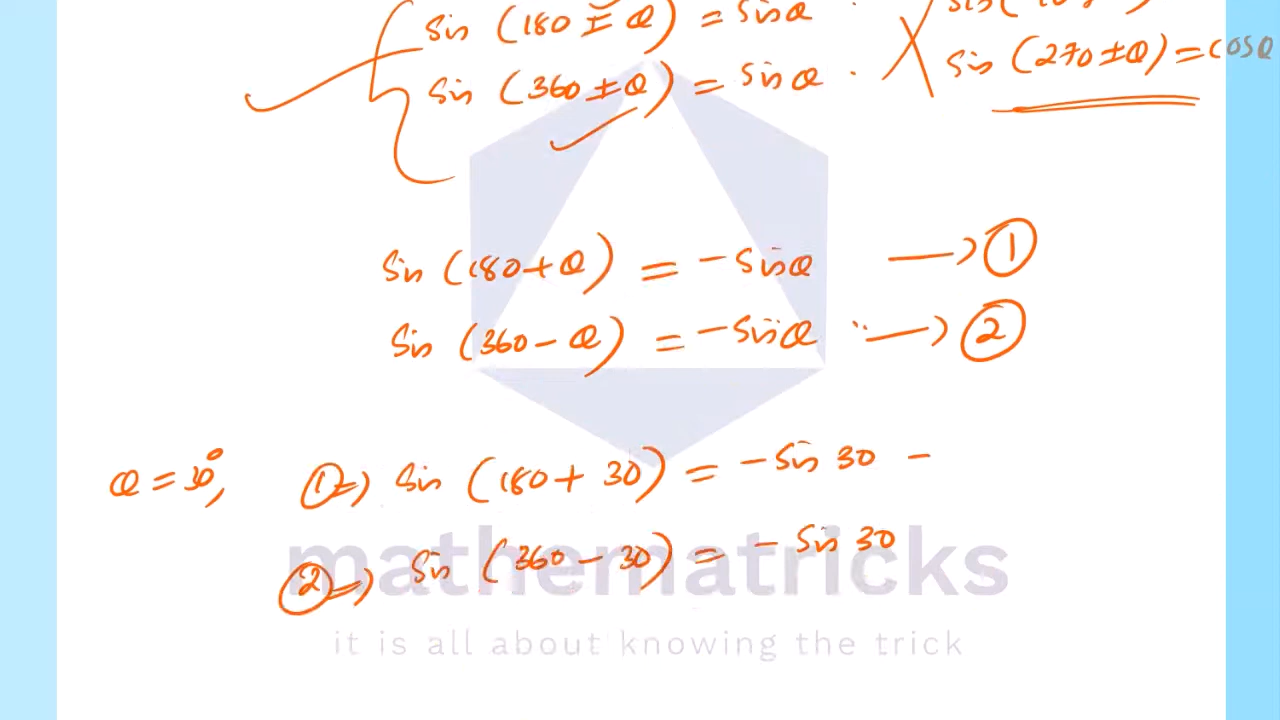 sin (180 ± θ) = sinθ .
sin (360 ± θ) = sinθ .
sin (270 ± θ) = cosθ
sin (180 + θ) = - sinθ → ①
sin (360 - θ) = - sinθ → ②
θ = 30°, ① ⇒ sin (180 + 30) = - sin 30 -
② ⇒ sin (360 - 30) = - sin 30
mathematricks
it is all about knowing the trick